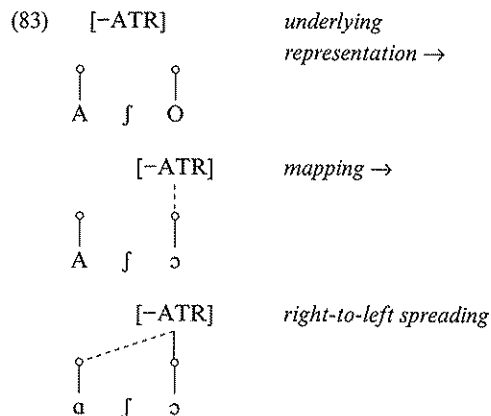 (83) [−ATR] underlying
representation →
A ʃ O
[−ATR] mapping →
A ʃ ɔ
[−ATR] right-to-left spreading
ɑ ʃ ɔ